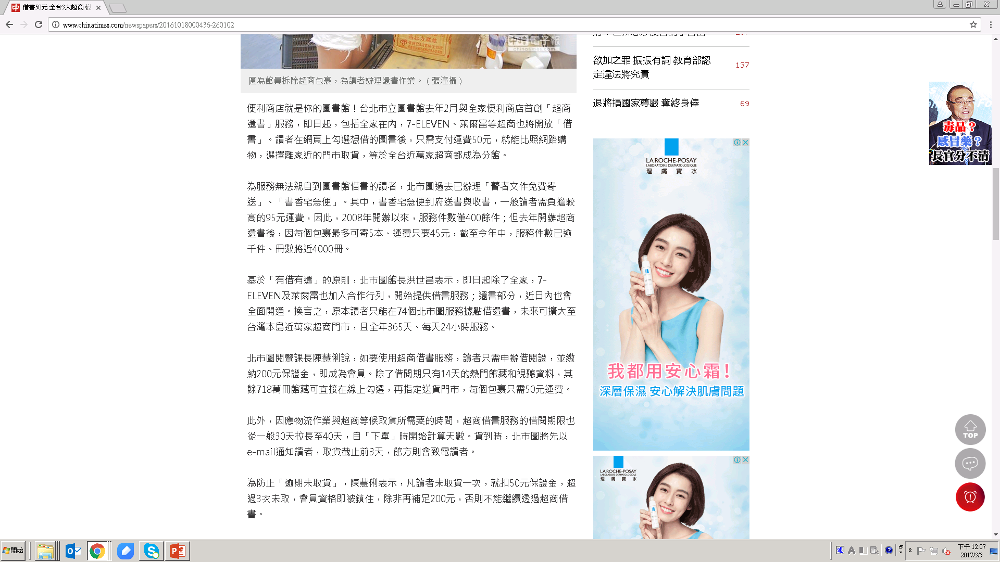 借書50元 全台3大超商 變
www.chinatimes.com/newspapers/20161018000436-260102
中時電子報
chinatimes.com
圖為館員拆除超商包裹，為讀者辦理還書作業。（張潼攝）
便利商店就是你的圖書館！台北市立圖書館去年2月與全家便利商店首創「超商
還書」服務，即日起，包括全家在內，7-ELEVEN、萊爾富等超商也將開放「借
書」。讀者在網頁上勾選想借的圖書後，只需支付運費50元，就能比照網路購
物，選擇離家近的門市取貨，等於全台近萬家超商都成為分館。
為服務無法親自到圖書館借書的讀者，北市圖過去已辦理「瞽者文件免費寄
送」、「書香宅急便」。其中，書香宅急便到府送書與收書，一般讀者需負擔較
高的95元運費，因此，2008年開辦以來，服務件數僅400餘件；但去年開辦超商
還書後，因每個包裹最多可寄5本、運費只要45元，截至今年中，服務件數已逾
千件、冊數將近4000冊。
基於「有借有還」的原則，北市圖館長洪世昌表示，即日起除了全家，7-
ELEVEN及萊爾富也加入合作行列，開始提供借書服務；還書部分，近日內也會
全面開通。換言之，原本讀者只能在74個北市圖服務據點借還書，未來可擴大至
台灣本島近萬家超商門市，且全年365天、每天24小時服務。
北市圖閱覽課長陳慧俐說，如要使用超商借書服務，讀者只需申辦借閱證，並繳
納200元保證金，即成為會員。除了借閱期只有14天的熱門館藏和視聽資料，其
餘718萬冊館藏可直接在線上勾選，再指定送貨門市，每個包裹只需50元運費。
此外，因應物流作業與超商等候取貨所需要的時間，超商借書服務的借閱期限也
從一般30天拉長至40天，自「下單」時開始計算天數。貨到時，北市圖將先以
e-mail通知讀者，取貨截止前3天，館方則會致電讀者。
為防止「逾期未取貨」，陳慧俐表示，凡讀者未取貨一次，就扣50元保證金，超
過3次未取，會員資格即被鎖住，除非再補足200元，否則不能繼續透過超商借
書。
欲加之罪 振振有詞 教育部認
定違法將究責
137
退將損國家尊嚴 奪終身俸
69
LA ROCHE-POSAY
LABORATOIRE DERMATOLOGIQUE
理膚寶水
我都用安心霜！
深層保濕 安心解決肌膚問題
LA ROCHE-POSAY
LABORATOIRE DERMATOLOGIQUE
理膚寶水
毒品？
感冒藥？
長官分不清
TOP
開始
速
下午 12:07
2017/3/3